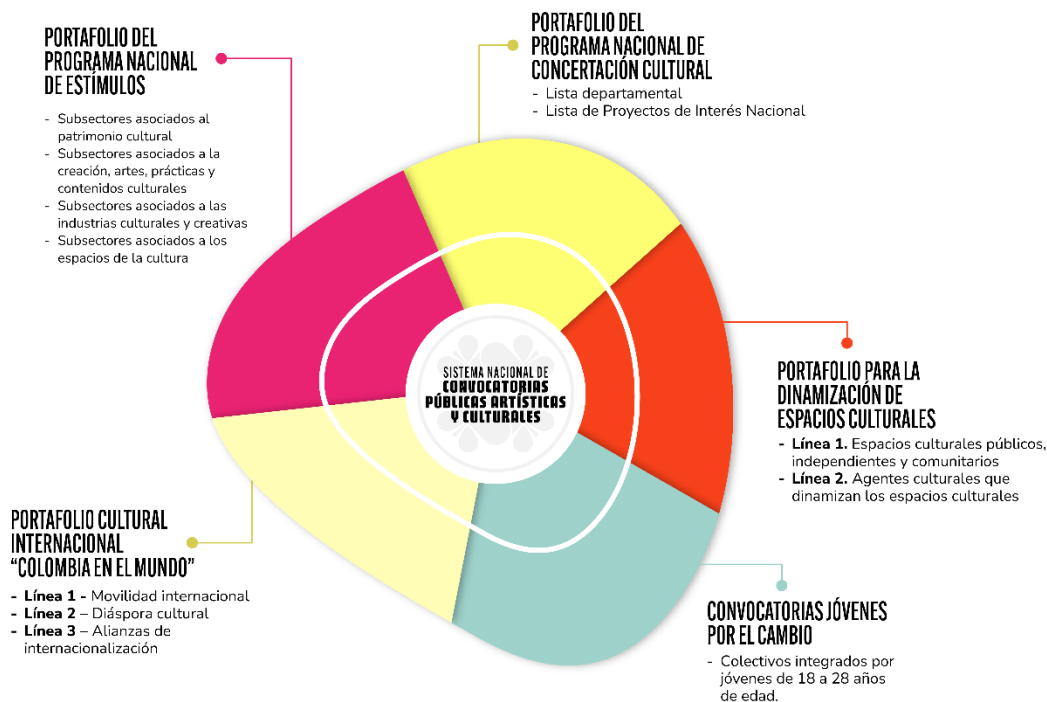 PORTAFOLIO DEL
PROGRAMA NACIONAL
DE ESTÍMULOS
- Subsectores asociados al
patrimonio cultural
- Subsectores asociados a la
creación, artes, prácticas y
contenidos culturales
- Subsectores asociados a las
industrias culturales y creativas
- Subsectores asociados a los
espacios de la cultura
PORTAFOLIO DEL
PROGRAMA NACIONAL DE
CONCERTACIÓN CULTURAL
- Lista departamental
- Lista de Proyectos de Interés Nacional
SISTEMA NACIONAL DE
CONVOCATORIAS
PÚBLICAS ARTÍSTICAS
Y CULTURALES
PORTAFOLIO PARA LA
DINAMIZACIÓN DE
ESPACIOS CULTURALES
- Línea 1. Espacios culturales públicos,
independientes y comunitarios
- Línea 2. Agentes culturales que
dinamizan los espacios culturales
PORTAFOLIO CULTURAL
INTERNACIONAL
“COLOMBIA EN EL MUNDO”
- Línea 1 - Movilidad internacional
- Línea 2 – Diáspora cultural
- Línea 3 – Alianzas de
internacionalización
CONVOCATORIAS JÓVENES
POR EL CAMBIO
- Colectivos integrados por
jóvenes de 18 a 28 años
de edad.